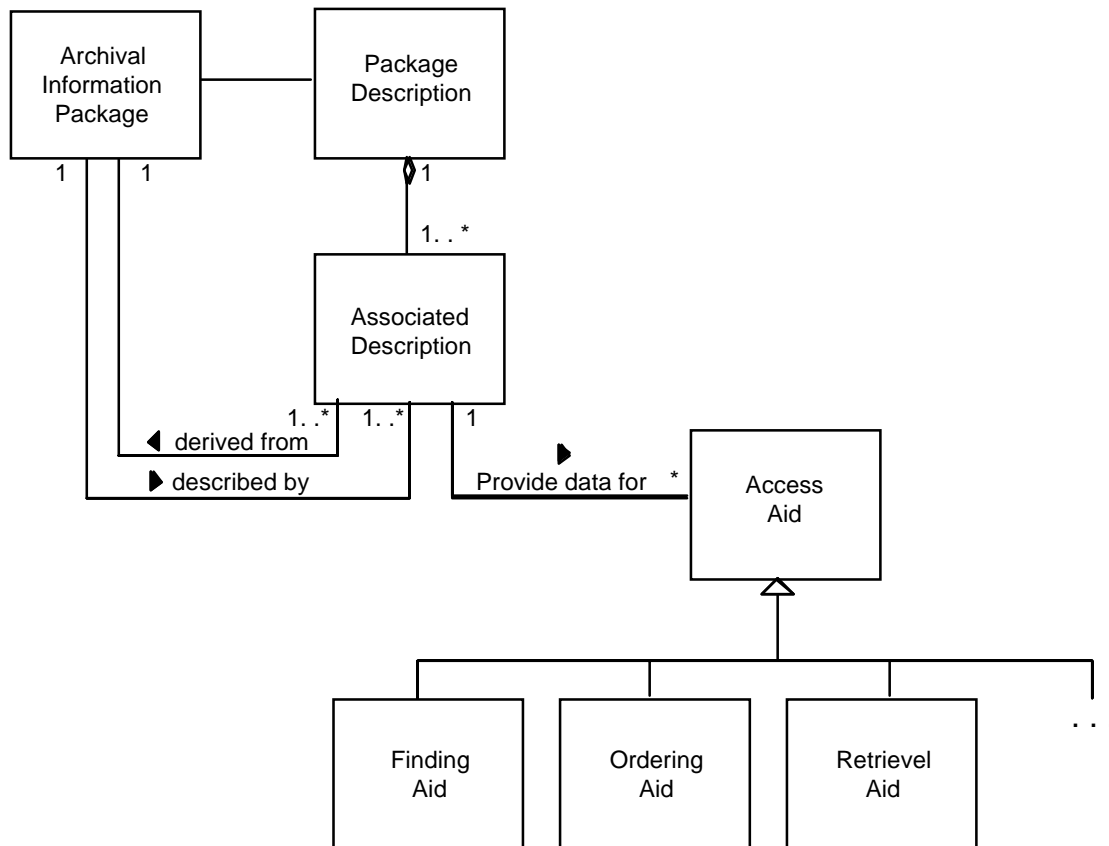 Archival
Information
Package
Package
Description
1
1
1
1. . *
Associated
Description
1. .*
1. .*
1
derived from
described by
Provide data for
*
Access
Aid
Finding
Aid
Ordering
Aid
Retrievel
Aid
. .